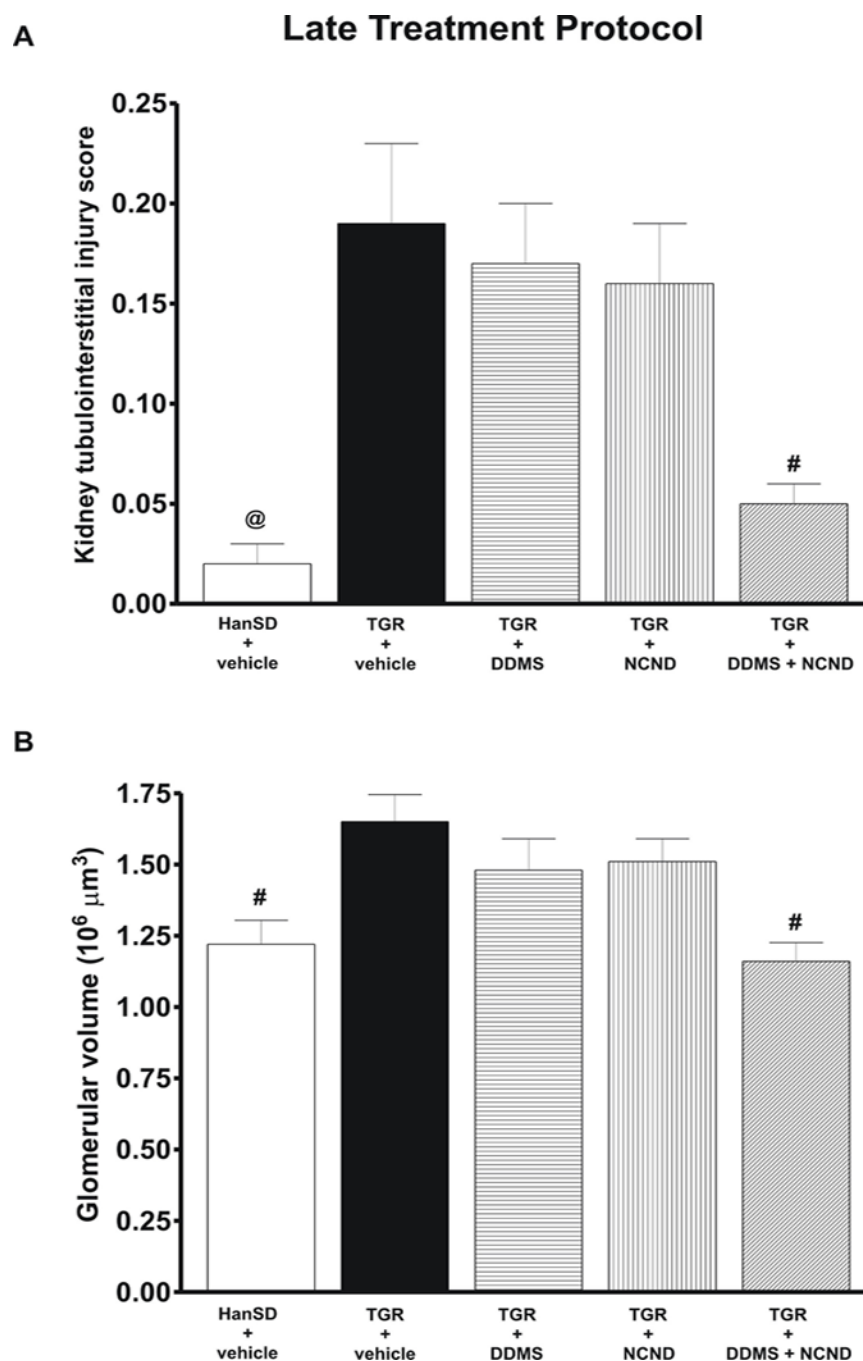 Late Treatment Protocol
A
Kidney tubulointerstitial injury score
0.25
0.20
0.15
0.10
0.05
0.00
@
#
HanSD
+
vehicle
TGR
+
vehicle
TGR
+
DDMS
TGR
+
NCND
TGR
+
DDMS + NCND
B
Glomerular volume (10⁶ μm³)
1.75
1.50
1.25
1.00
0.75
0.50
0.25
0.00
#
#
HanSD
+
vehicle
TGR
+
vehicle
TGR
+
DDMS
TGR
+
NCND
TGR
+
DDMS + NCND